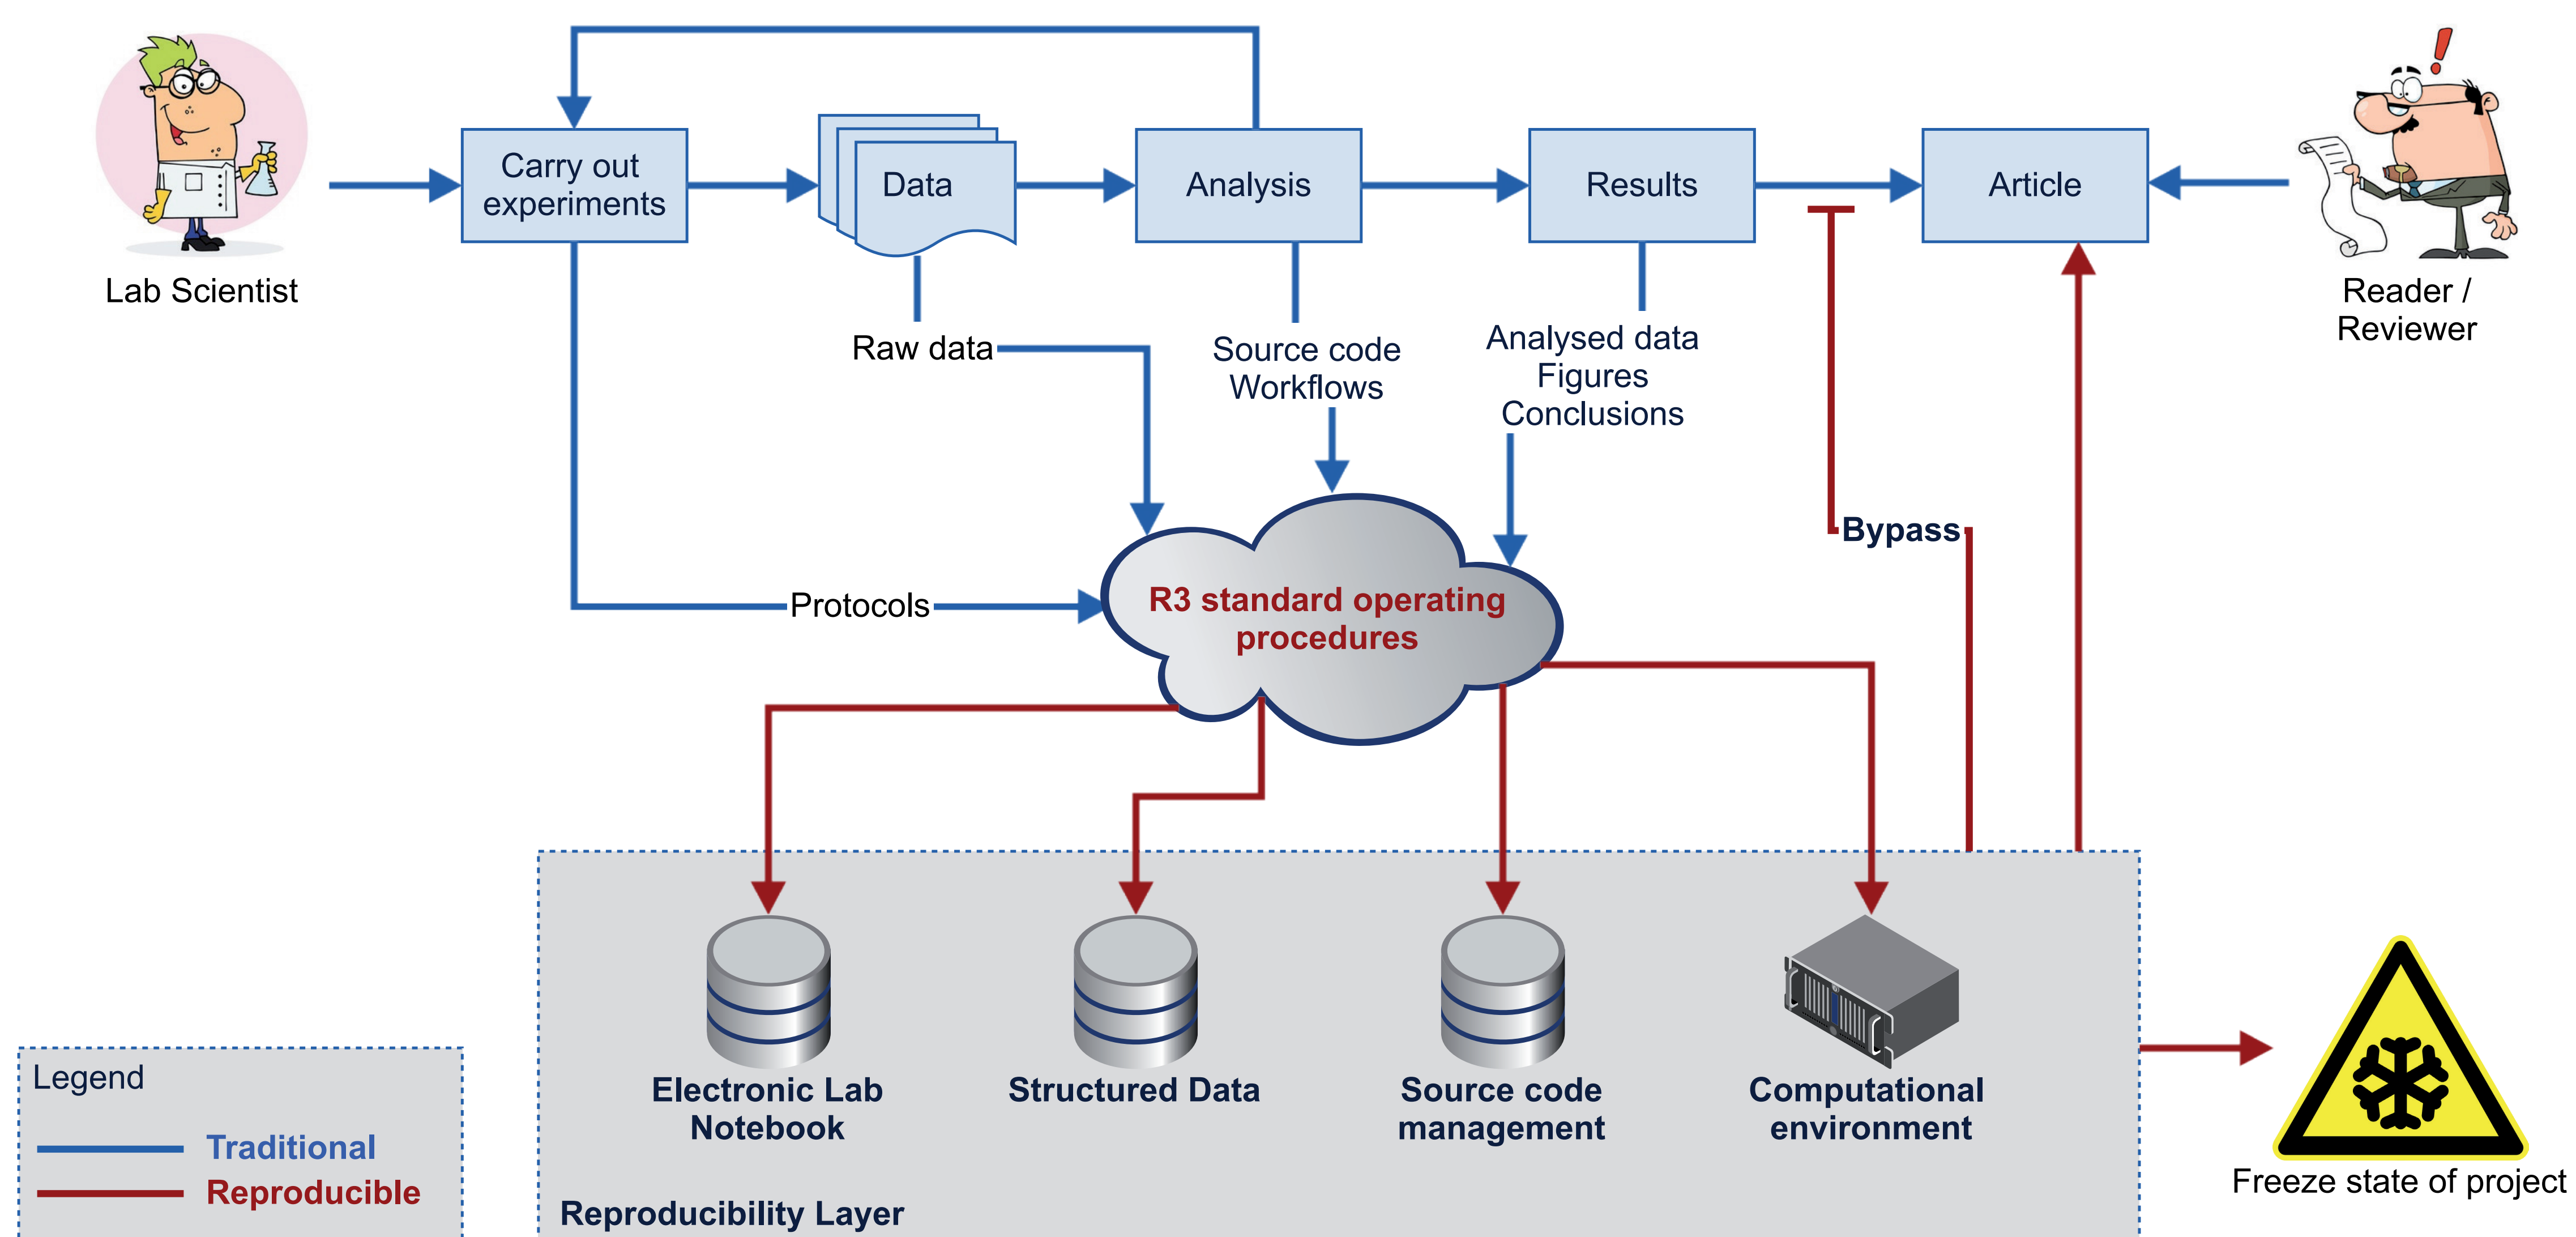 Lab Scientist
Carry out
experiments
Data
Analysis
Results
Article
Reader /
Reviewer
Raw data
Source code
Workflows
Analysed data
Figures
Conclusions
Bypass
Protocols
R3 standard operating
procedures
Electronic Lab
Notebook
Structured Data
Source code
management
Computational
environment
Reproducibility Layer
Freeze state of project
Legend
Traditional
Reproducible